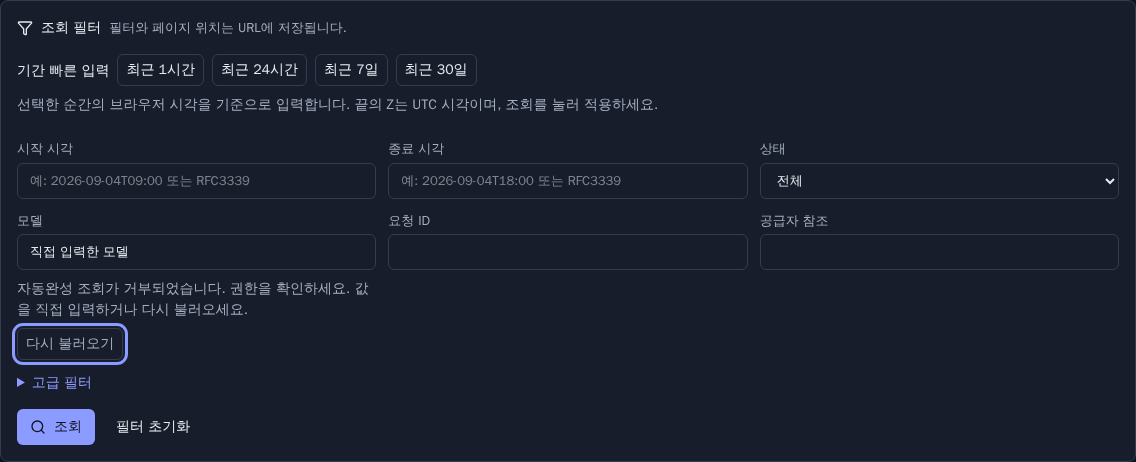 조회 필터 필터와 페이지 위치는 URL에 저장됩니다.
기간 빠른 입력 최근 1시간 최근 24시간 최근 7일 최근 30일
선택한 순간의 브라우저 시각을 기준으로 입력합니다. 끝의 Z는 UTC 시각이며, 조회를 눌러 적용하세요.
시작 시각 종료 시각 상태
예: 2026-09-04T09:00 또는 RFC3339 예: 2026-09-04T18:00 또는 RFC3339 전체
모델 요청 ID 공급자 참조
직접 입력한 모델
자동완성 조회가 거부되었습니다. 권한을 확인하세요. 값
을 직접 입력하거나 다시 불러오세요.
다시 불러오기
고급 필터
조회 필터 초기화